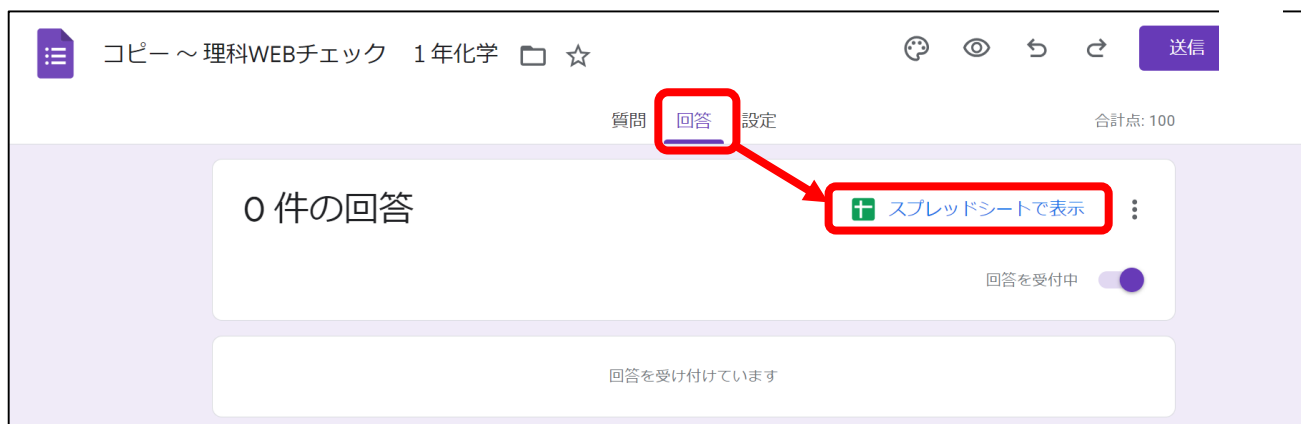 コピー ～ 理科WEBチェック　１年化学
送信
質問 回答 設定
合計点: 100
0 件の回答
スプレッドシートで表示
回答を受付中
回答を受け付けています